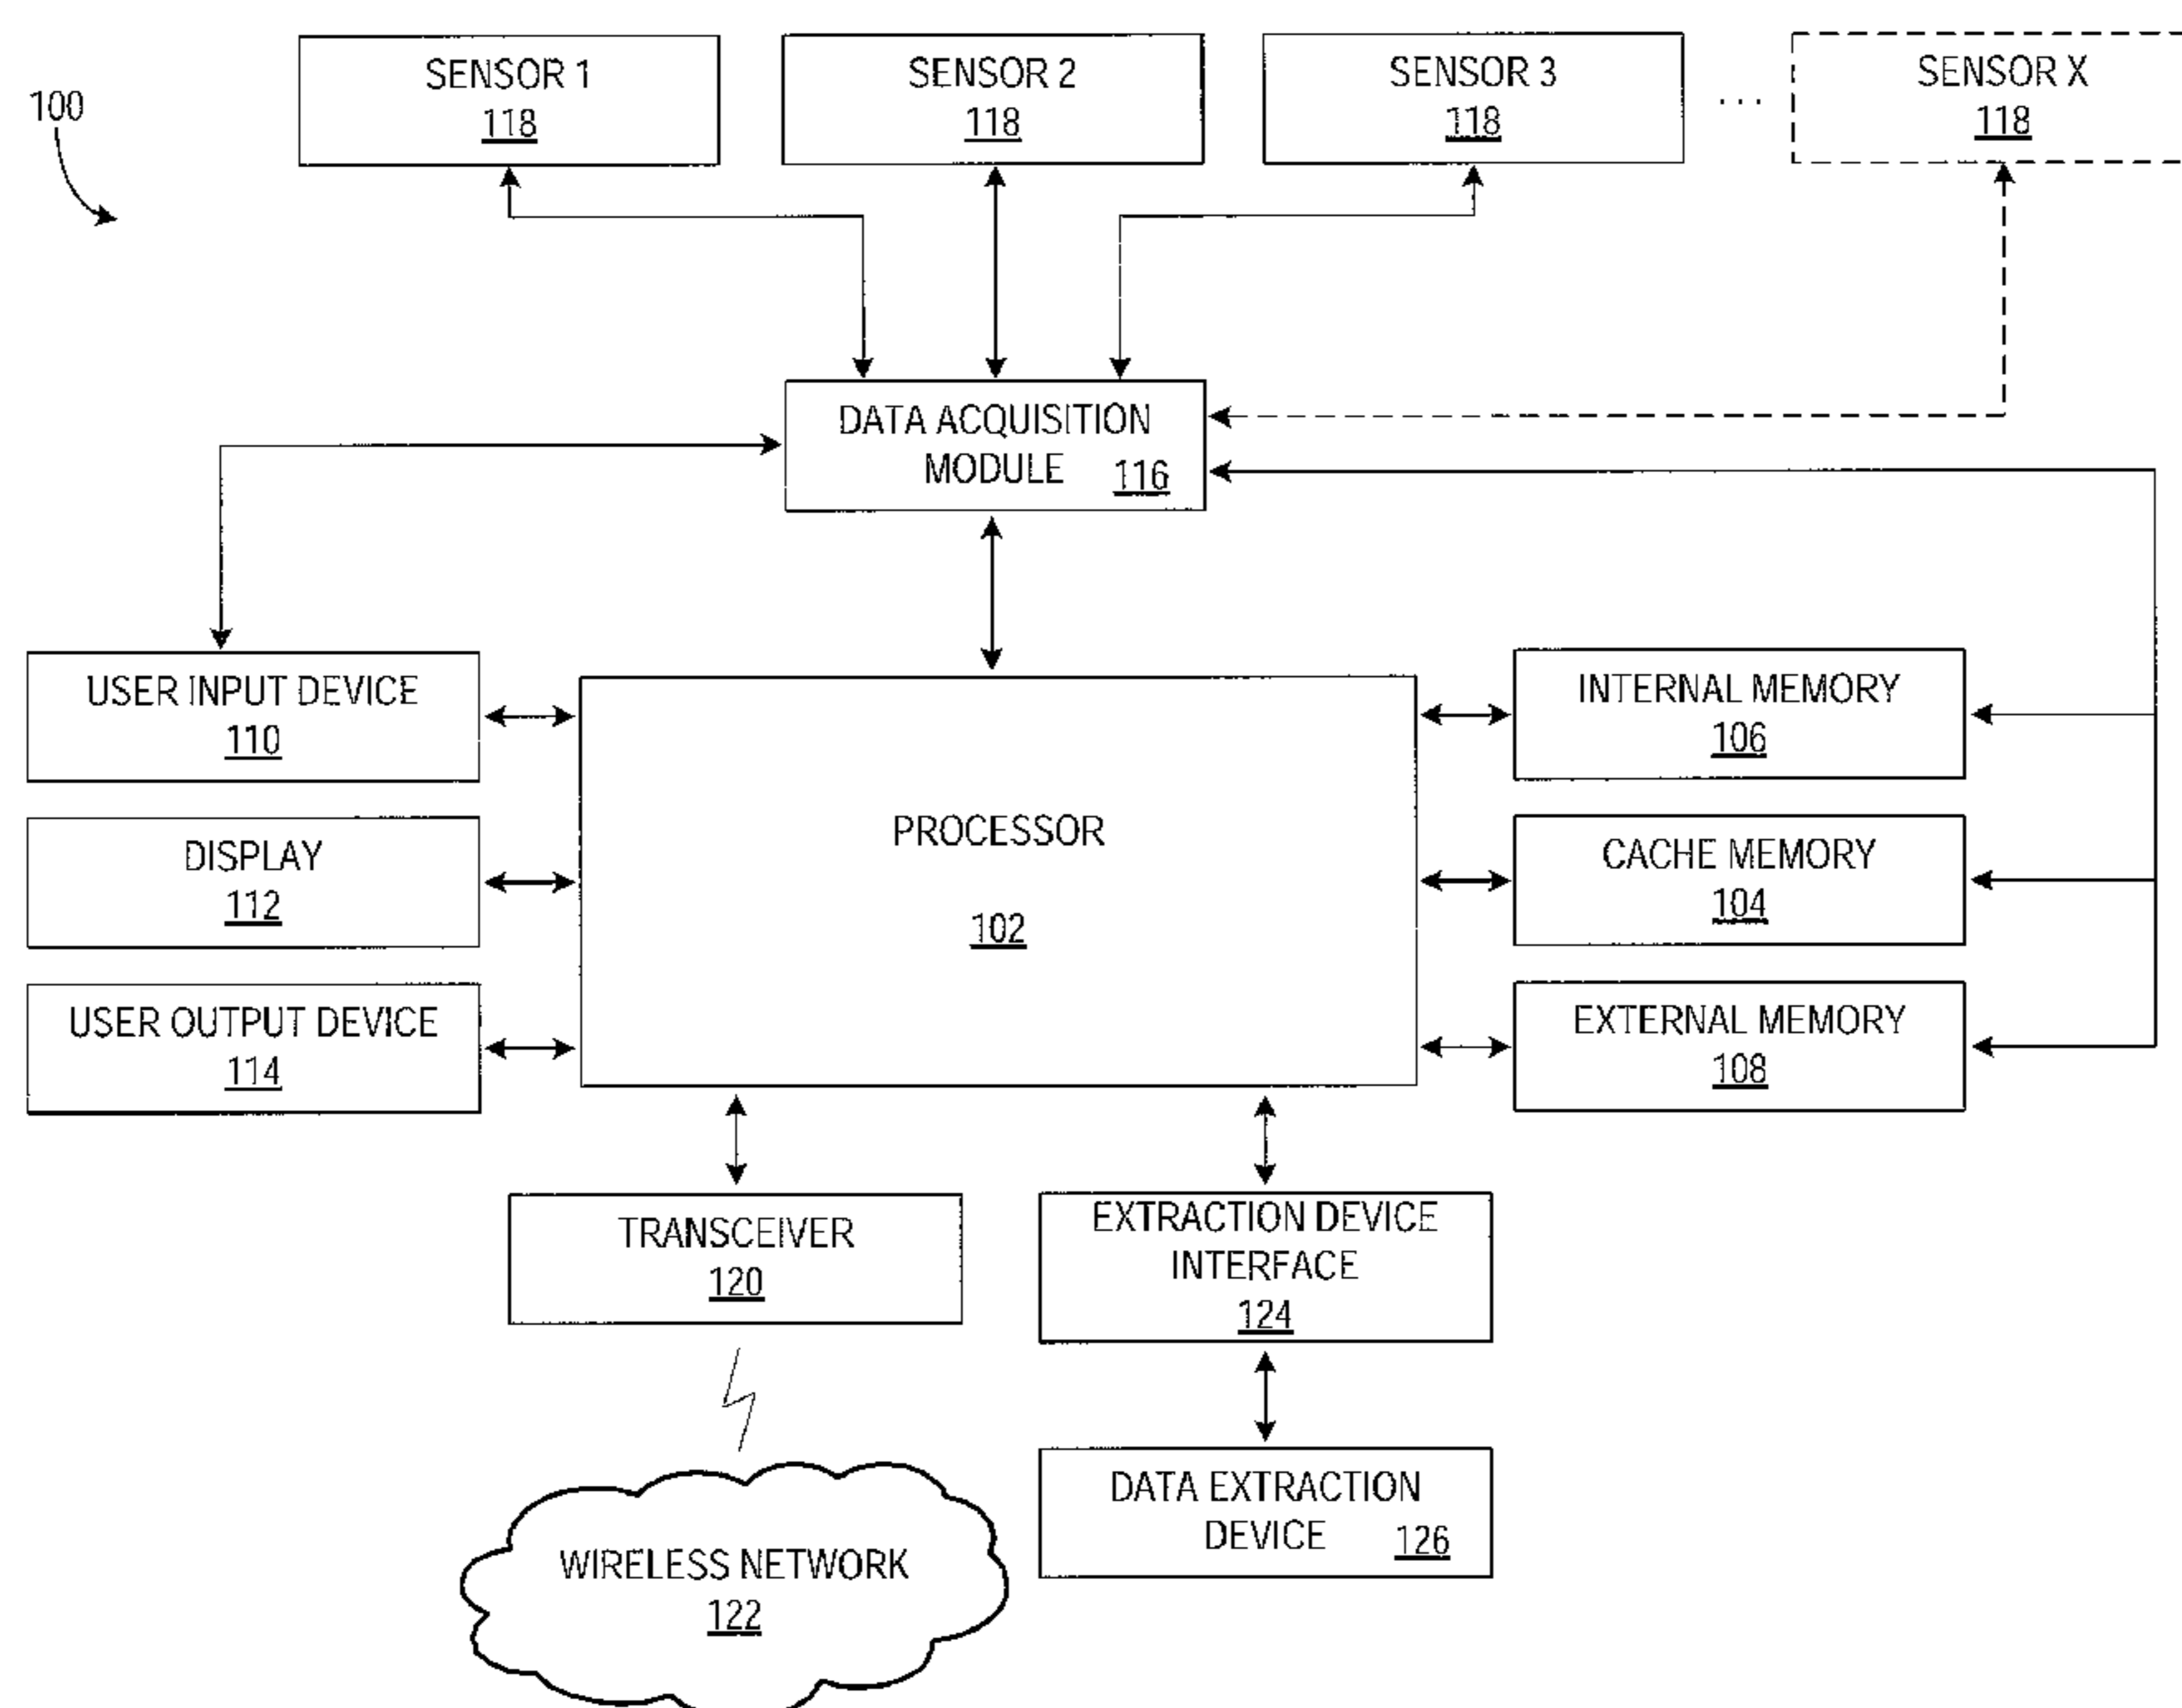 100
SENSOR 1
118
SENSOR 2
118
SENSOR 3
118
...
SENSOR X
118
DATA ACQUISITION
MODULE 116
USER INPUT DEVICE
110
DISPLAY
112
USER OUTPUT DEVICE
114
PROCESSOR
102
INTERNAL MEMORY
106
CACHE MEMORY
104
EXTERNAL MEMORY
108
TRANSCEIVER
120
EXTRACTION DEVICE
INTERFACE
124
WIRELESS NETWORK
122
DATA EXTRACTION
DEVICE 126